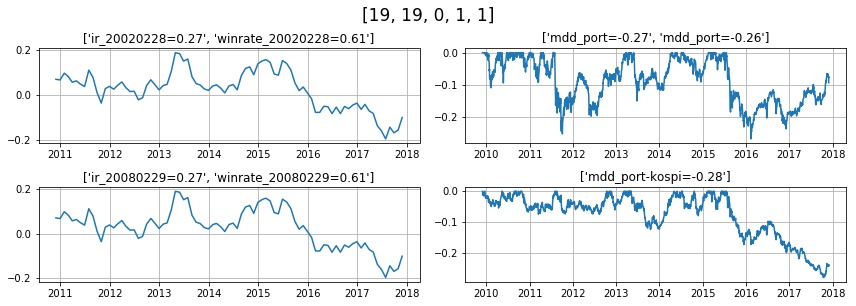 [19, 19, 0, 1, 1]
['ir_20020228=0.27', 'winrate_20020228=0.61']
0.2
0.0
−0.2
2011 2012 2013 2014 2015 2016 2017 2018
['mdd_port=-0.27', 'mdd_port=-0.26']
0.0
−0.1
−0.2
2010 2011 2012 2013 2014 2015 2016 2017 2018
['ir_20080229=0.27', 'winrate_20080229=0.61']
0.2
0.0
−0.2
2011 2012 2013 2014 2015 2016 2017 2018
['mdd_port-kospi=-0.28']
0.0
−0.1
−0.2
2010 2011 2012 2013 2014 2015 2016 2017 2018